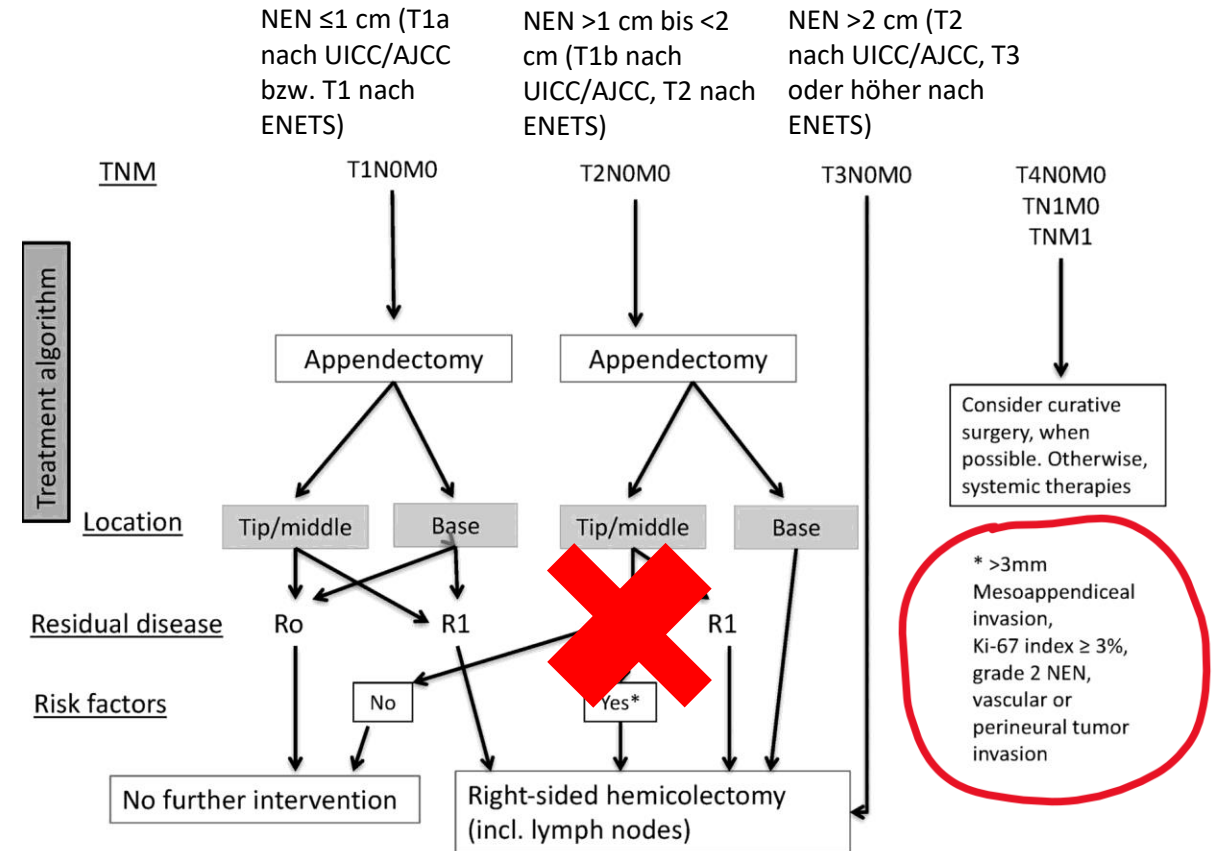 NEN ≤1 cm (T1a
nach UICC/AJCC
bzw. T1 nach
ENETS)
NEN >1 cm bis <2
cm (T1b nach
UICC/AJCC, T2 nach
ENETS)
NEN >2 cm (T2
nach UICC/AJCC, T3
oder höher nach
ENETS)
TNM
T1N0M0
T2N0M0
T3N0M0
T4N0M0
TN1M0
TNM1
Treatment algorithm
Appendectomy
Appendectomy
Consider curative
surgery, when
possible. Otherwise,
systemic therapies
Location
Tip/middle
Base
Tip/middle
Base
Residual disease
Ro
R1
R1
Risk factors
No
Yes*
* >3mm
Mesoappendiceal
invasion,
Ki-67 index ≥ 3%,
grade 2 NEN,
vascular or
perineural tumor
invasion
No further intervention
Right-sided hemicolectomy
(incl. lymph nodes)